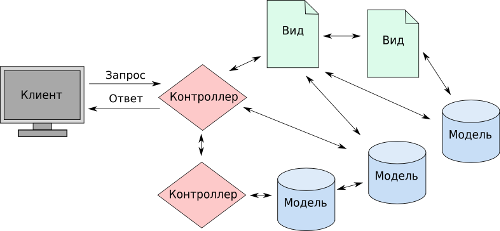 Вид
Вид
Запрос
Клиент
Контроллер
Ответ
Модель
Модель
Контроллер
Модель